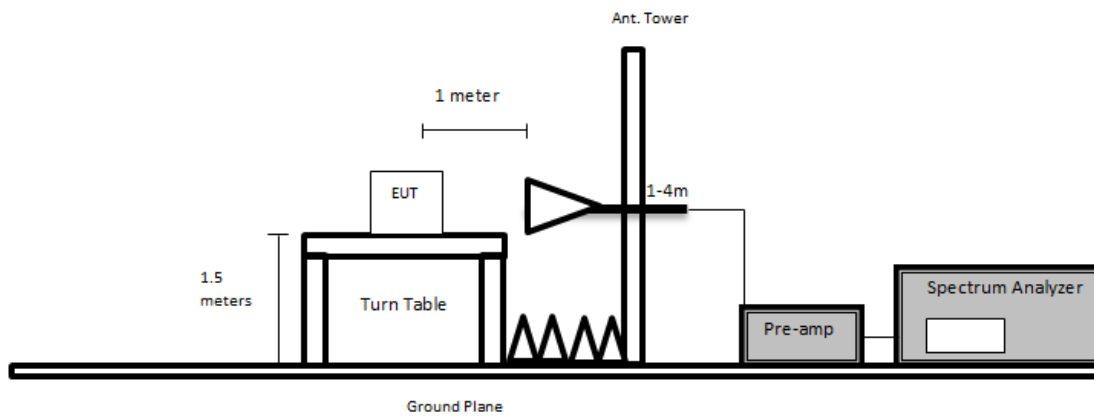 Ant. Tower
1 meter
EUT
1-4m
1.5
meters
Turn Table
Spectrum Analyzer
Pre-amp
Ground Plane